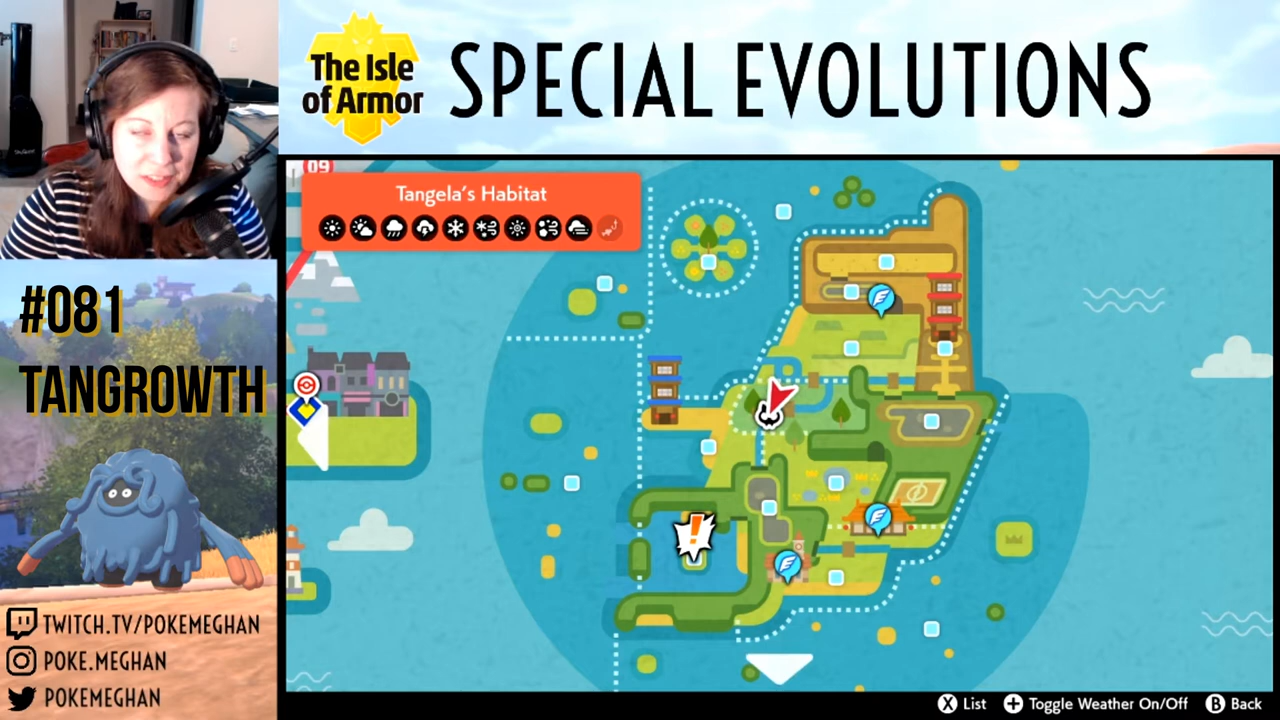 The Isle
of Armor
SPECIAL EVOLUTIONS
09
Tangela's Habitat
#081
TANGROWTH
TWITCH.TV/POKEMEGHAN
POKE.MEGHAN
POKEMEGHAN
X List + Toggle Weather On/Off B Back